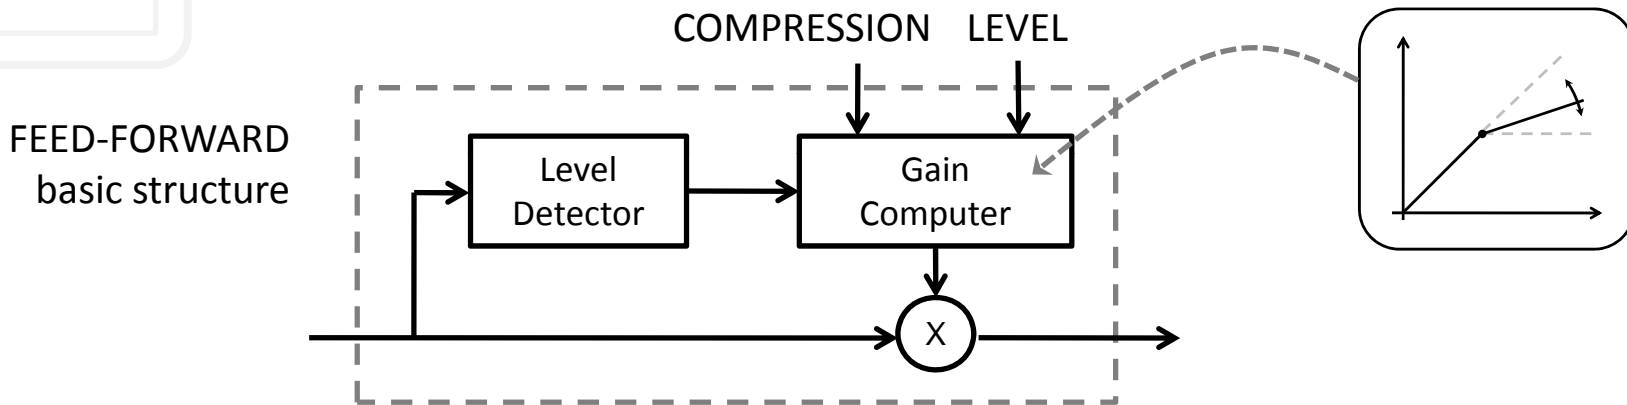 COMPRESSION LEVEL
FEED-FORWARD
basic structure
Level
Detector
Gain
Computer
X